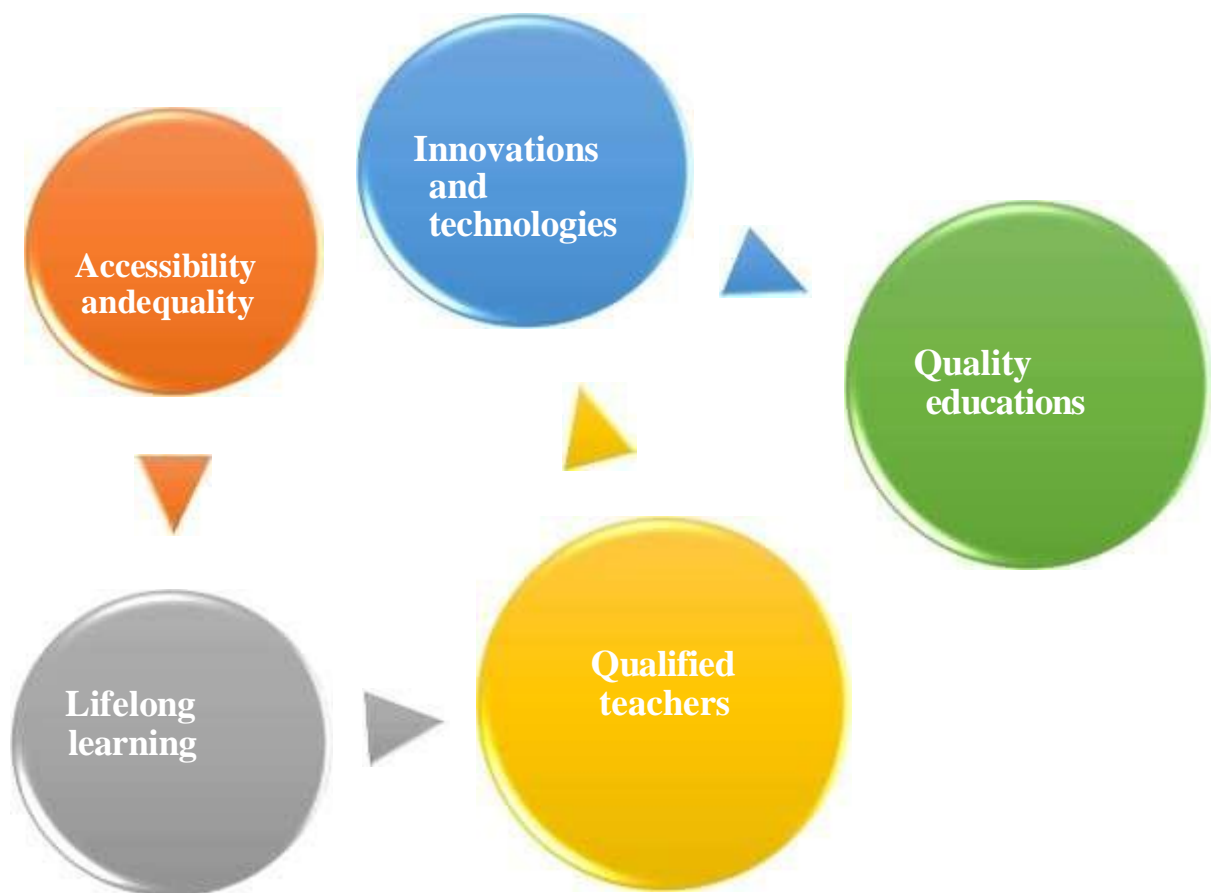 Accessibility
andequality
Lifelong
learning
Qualified
teachers
Innovations
and
technologies
Quality
educations